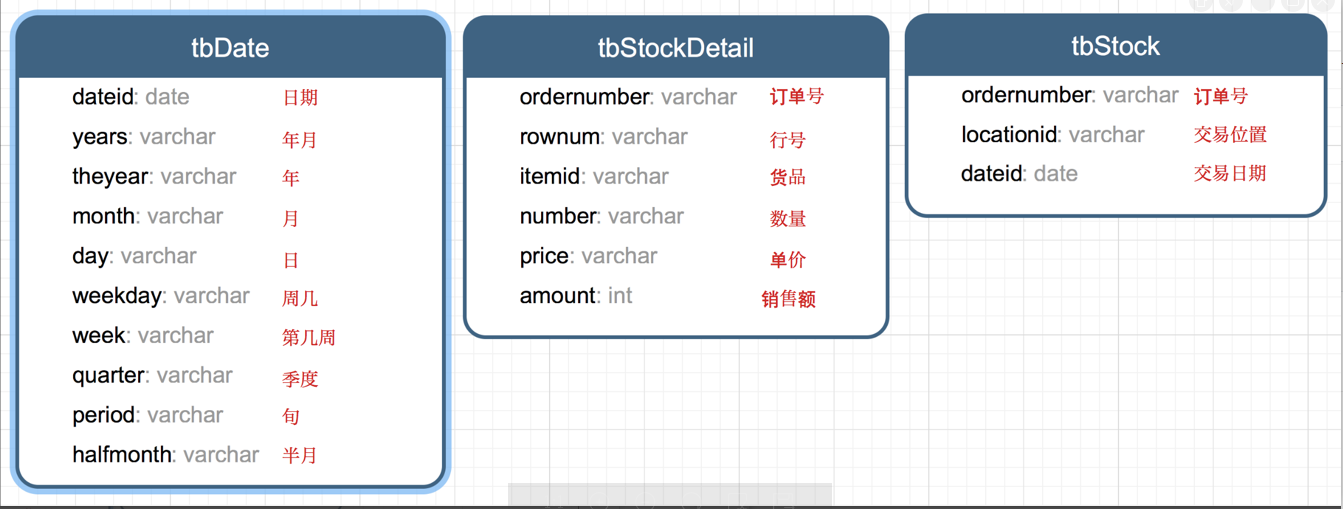 tbDate
dateid: date 日期
years: varchar 年月
theyear: varchar 年
month: varchar 月
day: varchar 日
weekday: varchar 周几
week: varchar 第几周
quarter: varchar 季度
period: varchar 旬
halfmonth: varchar 半月
tbStockDetail
ordernumber: varchar 订单号
rownum: varchar 行号
itemid: varchar 货品
number: varchar 数量
price: varchar 单价
amount: int 销售额
tbStock
ordernumber: varchar 订单号
locationid: varchar 交易位置
dateid: date 交易日期